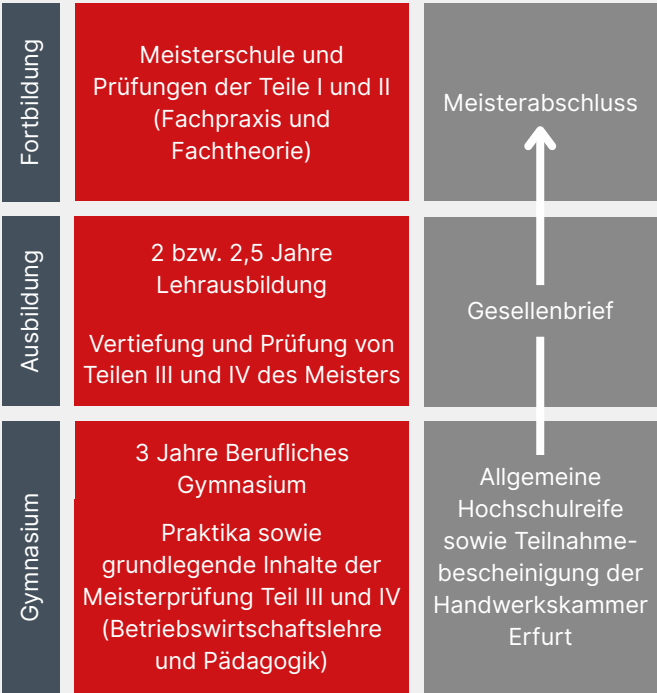 Fortbildung
Meisterschule und
Prüfungen der Teile I und II
(Fachpraxis und
Fachtheorie)
Meisterabschluss
Ausbildung
2 bzw. 2,5 Jahre
Lehrausbildung
Vertiefung und Prüfung von
Teilen III und IV des Meisters
Gesellenbrief
Gymnasium
3 Jahre Berufliches
Gymnasium
Praktika sowie
grundlegende Inhalte der
Meisterprüfung Teil III und IV
(Betriebswirtschaftslehre
und Pädagogik)
Allgemeine
Hochschulreife
sowie Teilnahme-
bescheinigung der
Handwerkskammer
Erfurt